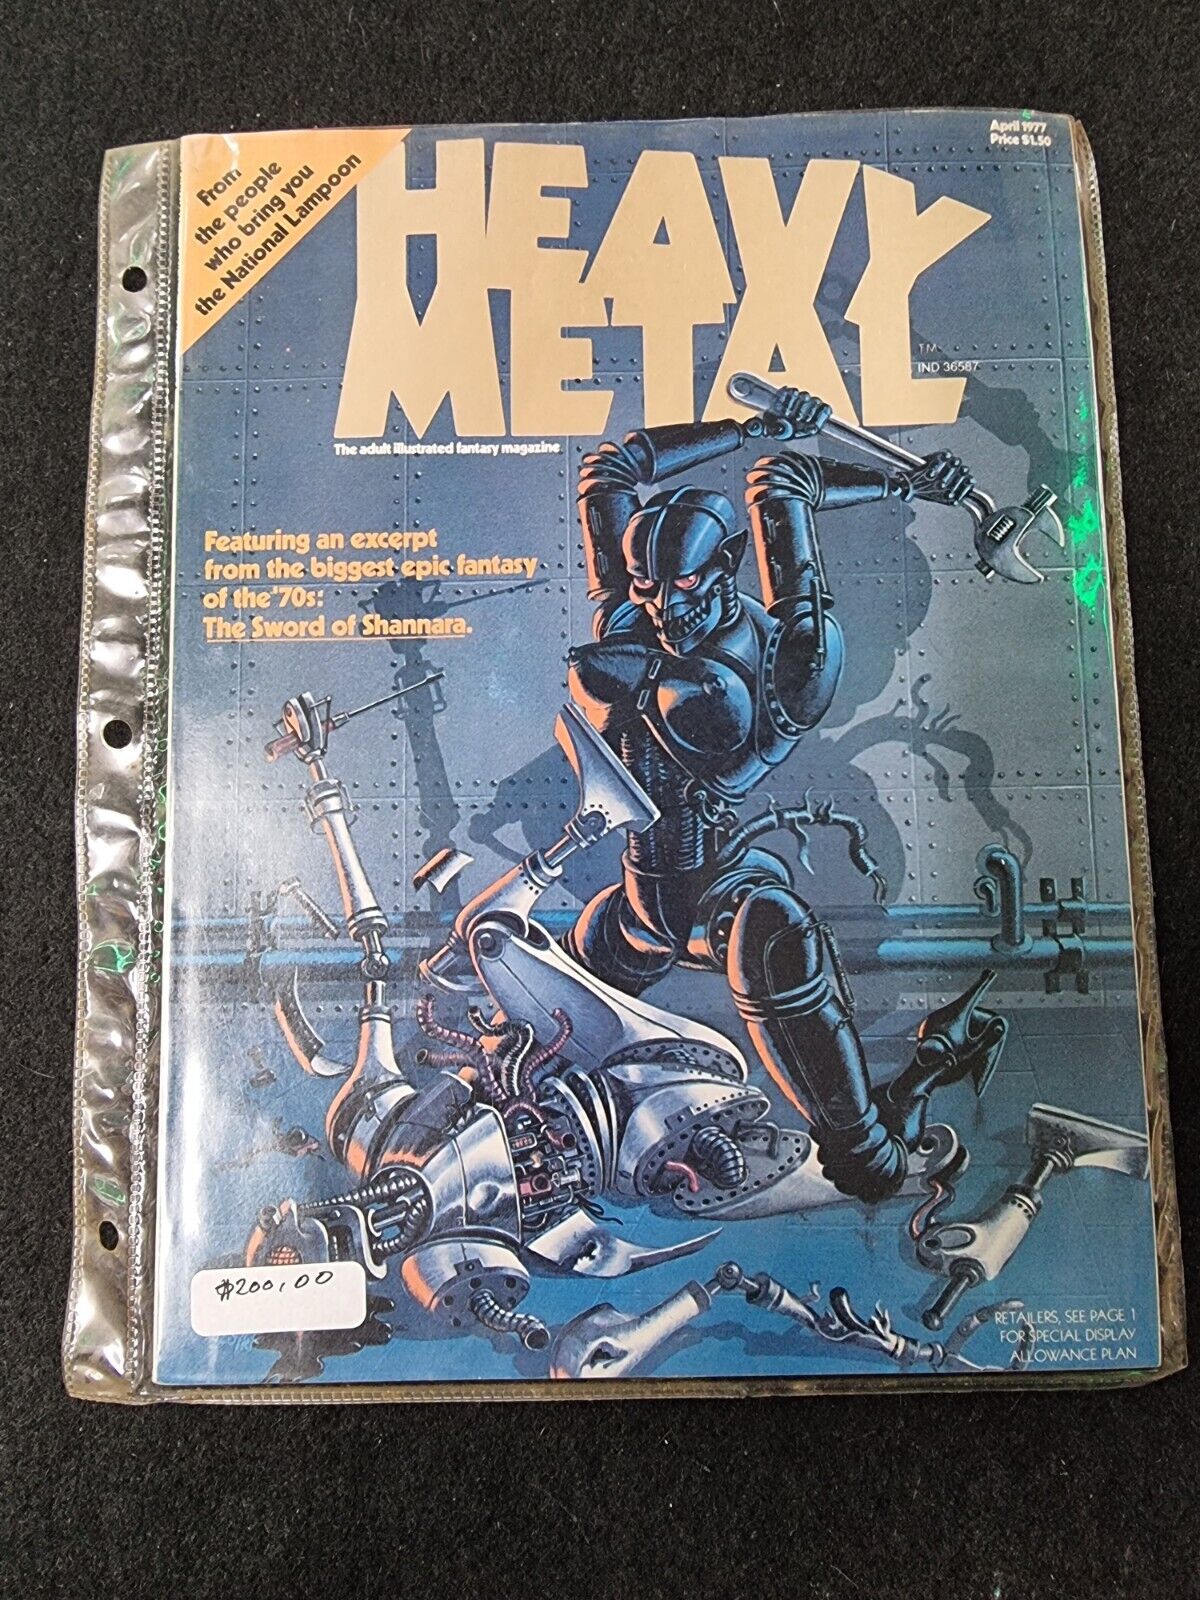 From
the people
who bring you
the National Lampoon
April 1977
Price $1.50
HEAVY
METAL
TM
IND 36587
The adult illustrated fantasy magazine
Featuring an excerpt
from the biggest epic fantasy
of the '70s:
The Sword of Shannara.
$200.00
RETAILERS, SEE PAGE 1
FOR SPECIAL DISPLAY
ALLOWANCE PLAN